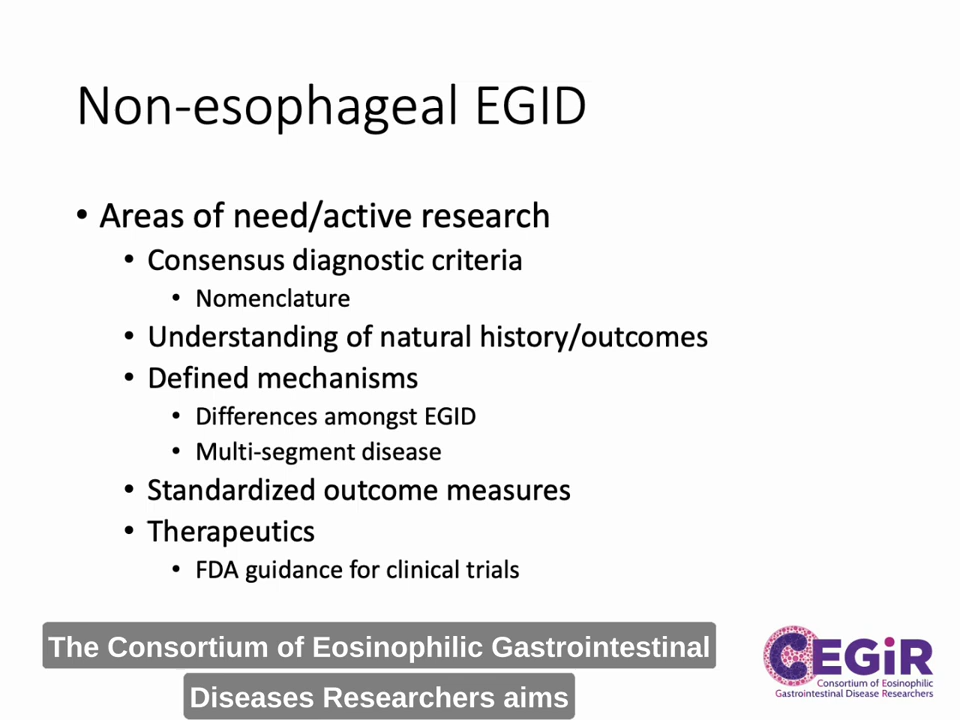 Non-esophageal EGID
• Areas of need/active research
• Consensus diagnostic criteria
• Nomenclature
• Understanding of natural history/outcomes
• Defined mechanisms
• Differences amongst EGID
• Multi-segment disease
• Standardized outcome measures
• Therapeutics
• FDA guidance for clinical trials
The Consortium of Eosinophilic Gastrointestinal
Diseases Researchers aims
CEGiR
Consortium of Eosinophilic
Gastrointestinal Disease Researchers